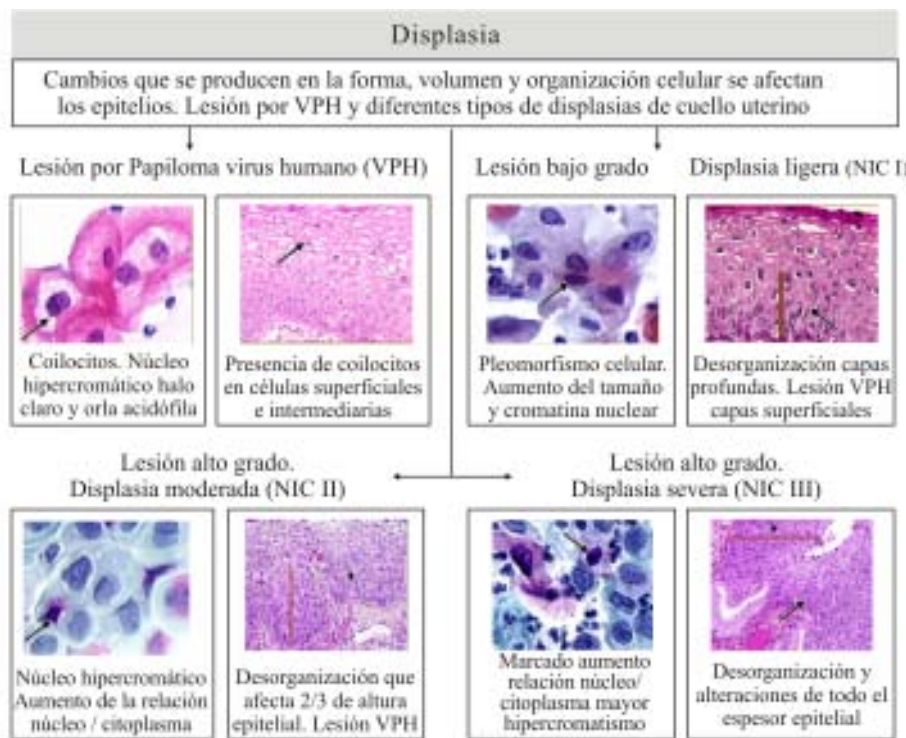 Displasia
Cambios que se producen en la forma, volumen y organización celular se afectan
los epitelios. Lesión por VPH y diferentes tipos de displasias de cuello uterino
Lesión por Papiloma virus humano (VPH)
Coilocitos. Núcleo
hipercromático halo
claro y orla acidófila
Presencia de coilocitos
en células superficiales
e intermediarias
Lesión bajo grado
Displasia ligera (NIC I)
Pleomorfismo celular.
Aumento del tamaño
y cromatina nuclear
Desorganización capas
profundas. Lesión VPH
capas superficiales
Lesión alto grado.
Displasia moderada (NIC II)
Núcleo hipercromático
Aumento de la relación
núcleo / citoplasma
Desorganización que
afecta 2/3 de altura
epitelial. Lesión VPH
Lesión alto grado.
Displasia severa (NIC III)
Marcado aumento
relación núcleo/
citoplasma mayor
hipercromatismo
Desorganización y
alteraciones de todo el
espesor epitelial